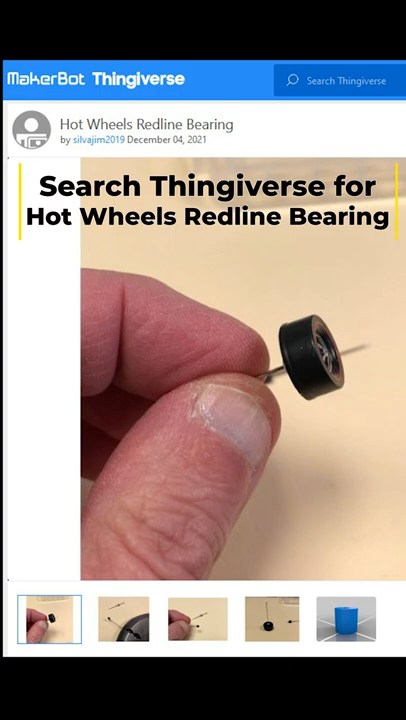 MakerBot Thingiverse
Search Thingiverse
Hot Wheels Redline Bearing
by silvajim2019 December 04, 2021
Search Thingiverse for
Hot Wheels Redline Bearing